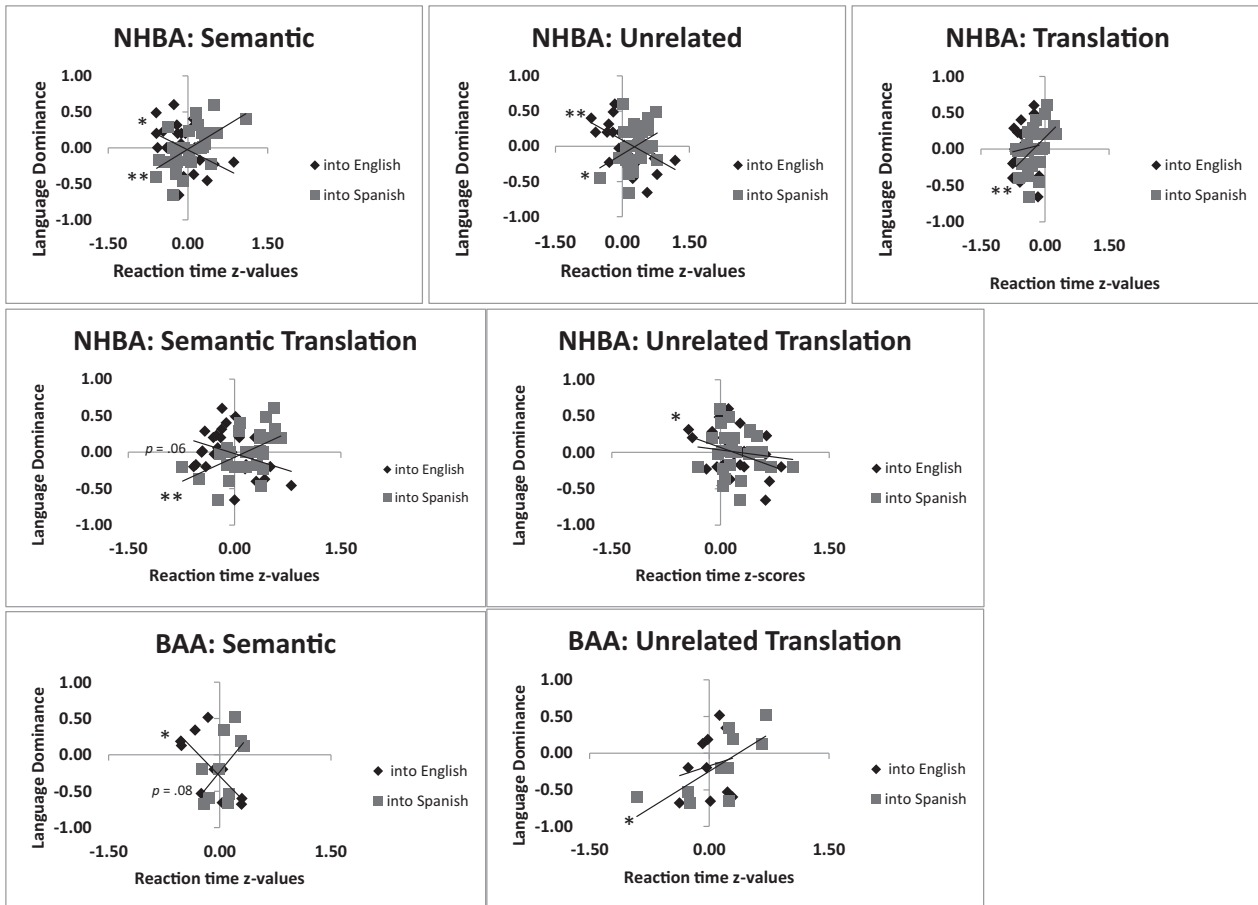 NHBA: Semantic
1.00
0.50
0.00
-0.50
-1.00
Language Dominance
*
**
-1.50 0.00 1.50
Reaction time z-values
into English
into Spanish
NHBA: Unrelated
1.00
0.50
0.00
-0.50
-1.00
Language Dominance
**
*
-1.50 0.00 1.50
Reaction time z-values
into English
into Spanish
NHBA: Translation
1.00
0.50
0.00
-0.50
-1.00
Language Dominance
**
-1.50 0.00 1.50
Reaction time z-values
into English
into Spanish
NHBA: Semantic Translation
1.00
0.50
0.00
-0.50
-1.00
Language Dominance
p = .06
**
-1.50 0.00 1.50
Reaction time z-values
into English
into Spanish
NHBA: Unrelated Translation
1.00
0.50
0.00
-0.50
-1.00
Language Dominance
*
-1.50 0.00 1.50
Reaction time z-scores
into English
into Spanish
BAA: Semantic
1.00
0.50
0.00
-0.50
-1.00
Language Dominance
*
p = .08
-1.50 0.00 1.50
Reaction time z-values
into English
into Spanish
BAA: Unrelated Translation
1.00
0.50
0.00
-0.50
-1.00
Language Dominance
*
-1.50 0.00 1.50
Reaction time z-values
into English
into Spanish